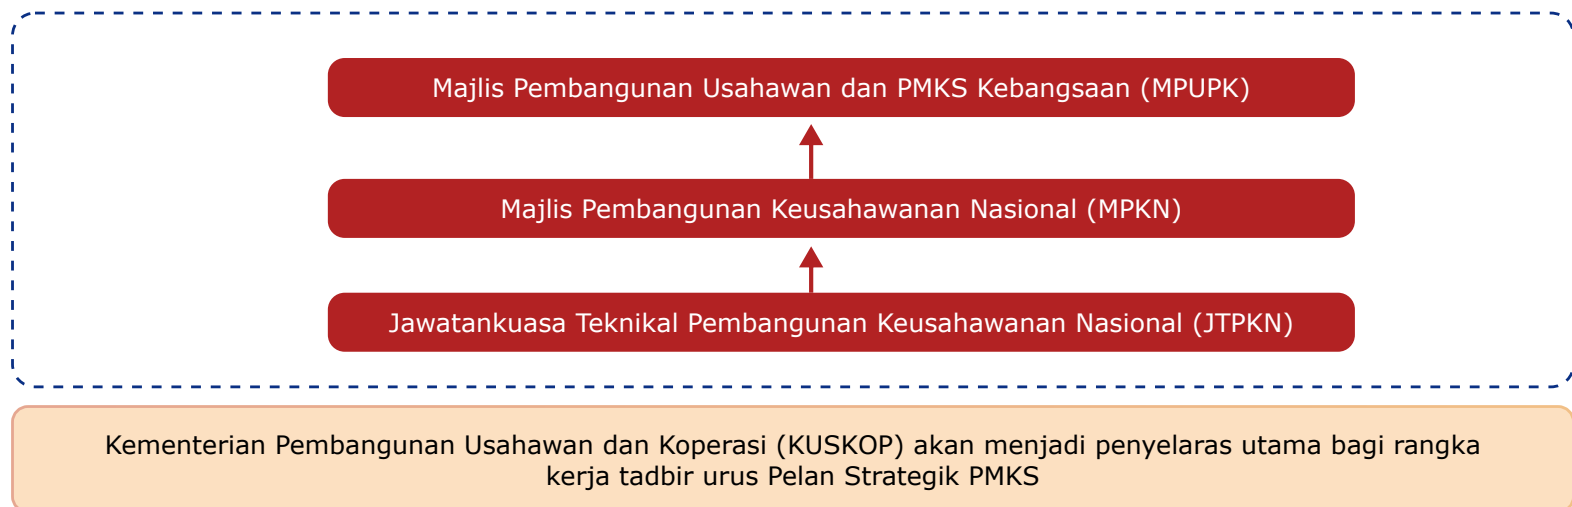 Majlis Pembangunan Usahawan dan PMKS Kebangsaan (MPUPK)
Majlis Pembangunan Keusahawanan Nasional (MPKN)
Jawatankuasa Teknikal Pembangunan Keusahawanan Nasional (JTPKN)
Kementerian Pembangunan Usahawan dan Koperasi (KUSKOP) akan menjadi penyelaras utama bagi rangka
kerja tadbir urus Pelan Strategik PMKS